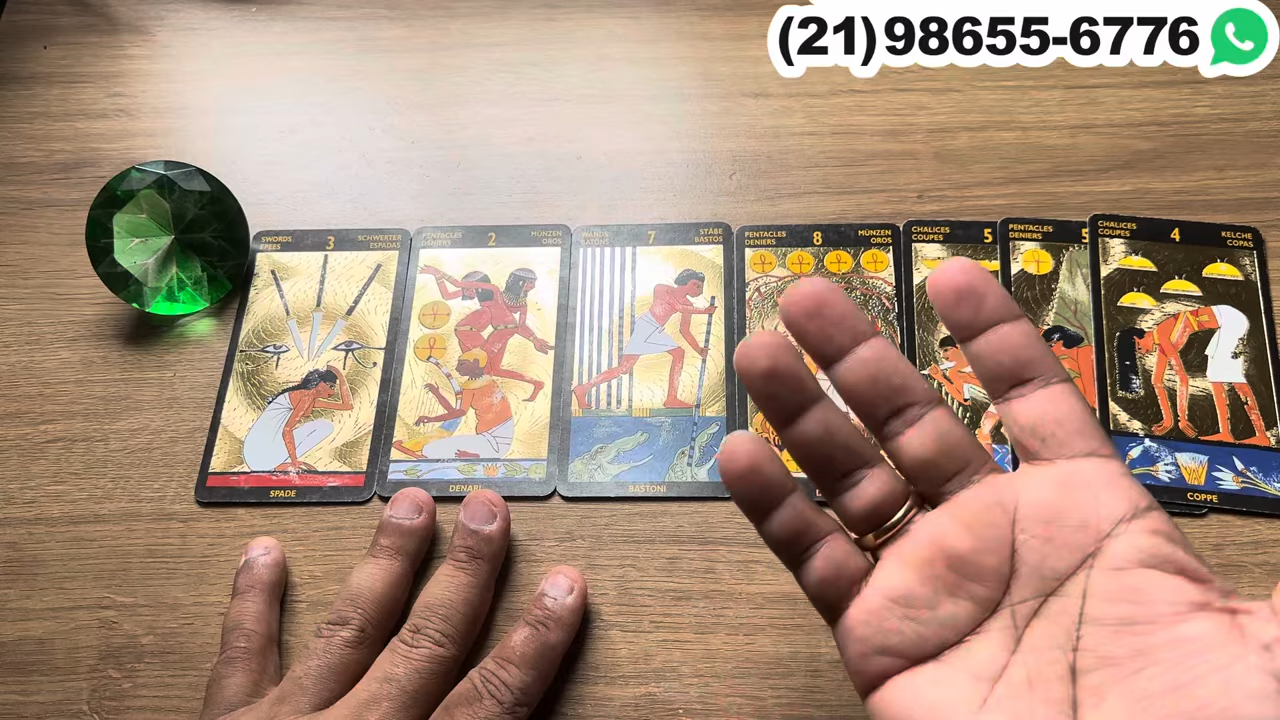 (21)98655-6776
SWORDS
EPEES
3
SCHWERTER
ESPADAS
SPADE
PENTACLES
DENIERS
2
MÜNZEN
OROS
DENARI
WANDS
BATONS
7
STÄBE
BASTOS
BASTONI
PENTACLES
DENIERS
8
MÜNZEN
OROS
CHALICES
COUPES
5
PENTACLES
DENIERS
5
CHALICES
COUPES
4
KELCHE
COPAS
COPPE